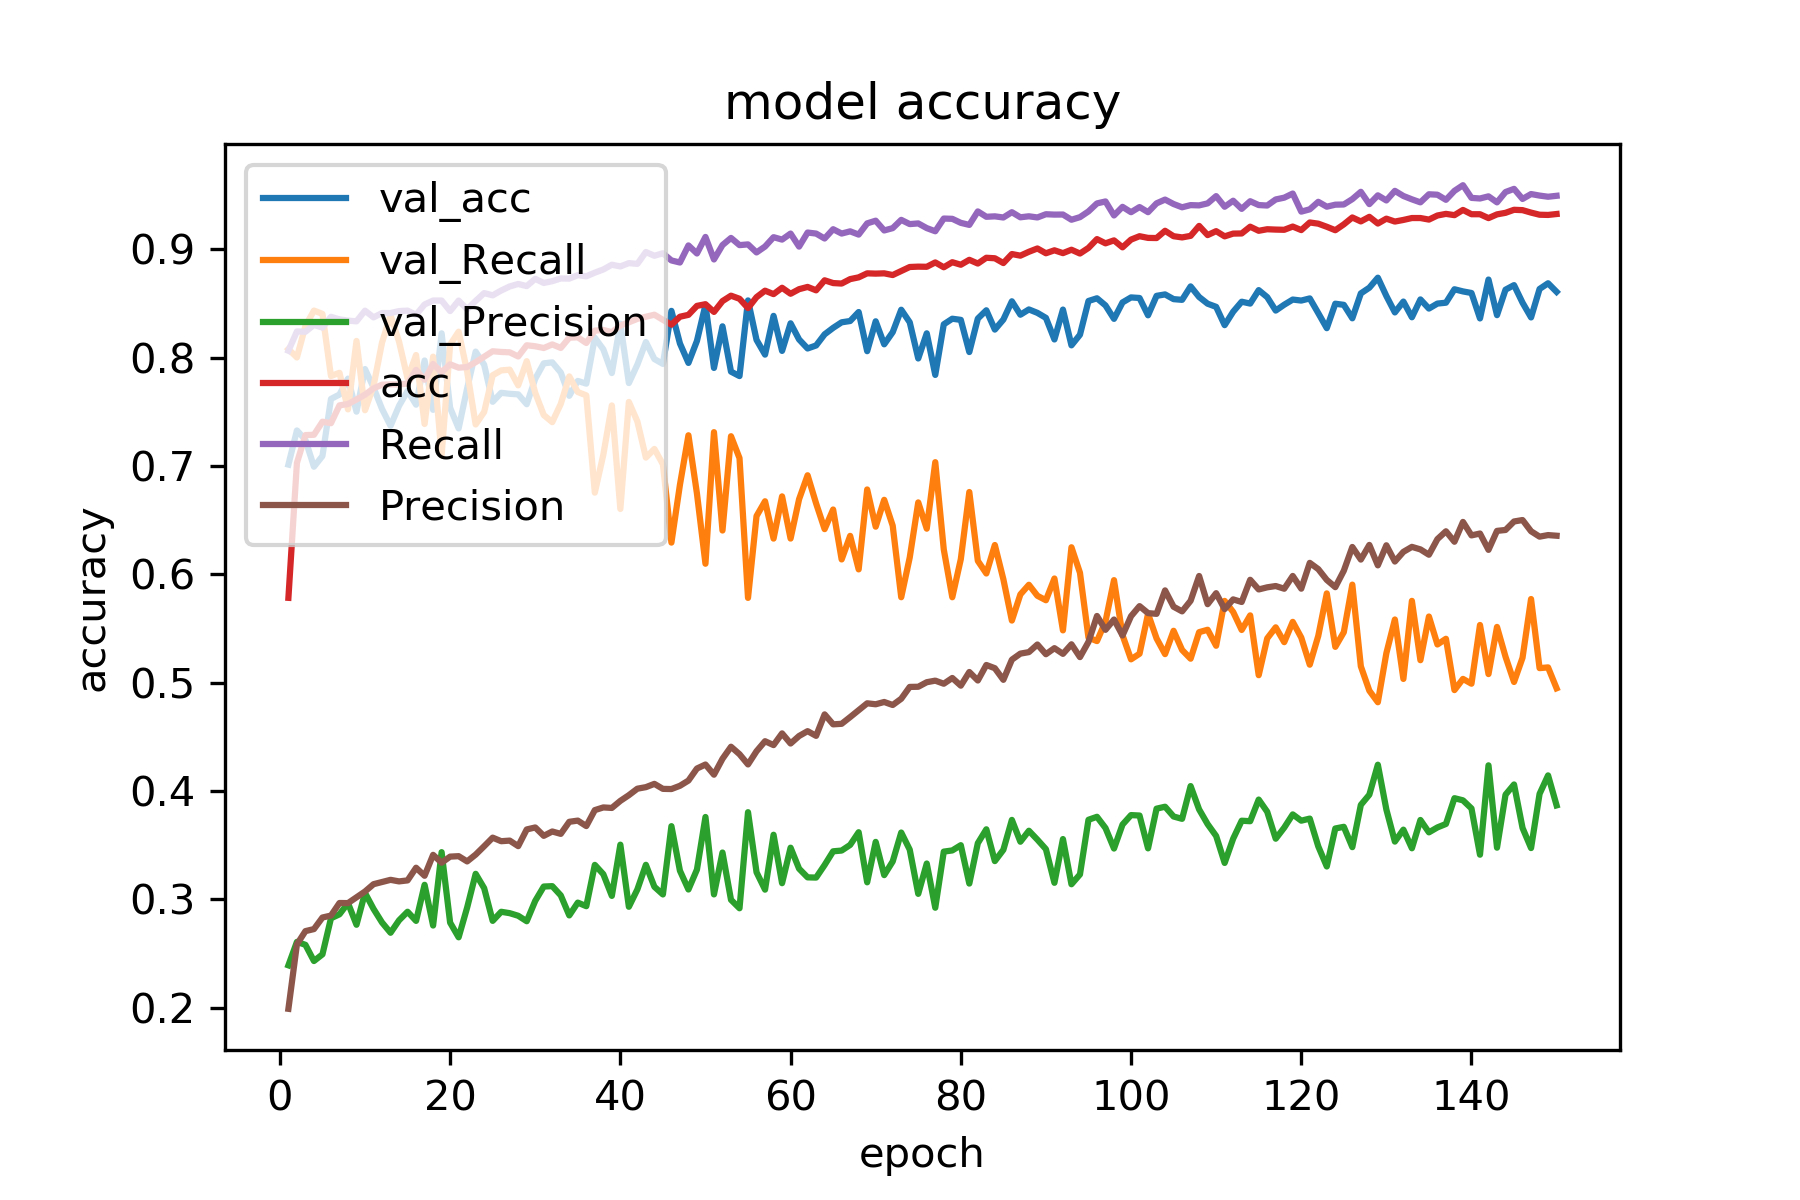 model accuracy
val_acc
val_Recall
val_Precision
acc
Recall
Precision
accuracy
0.9
0.8
0.7
0.6
0.5
0.4
0.3
0.2
0 20 40 60 80 100 120 140
epoch